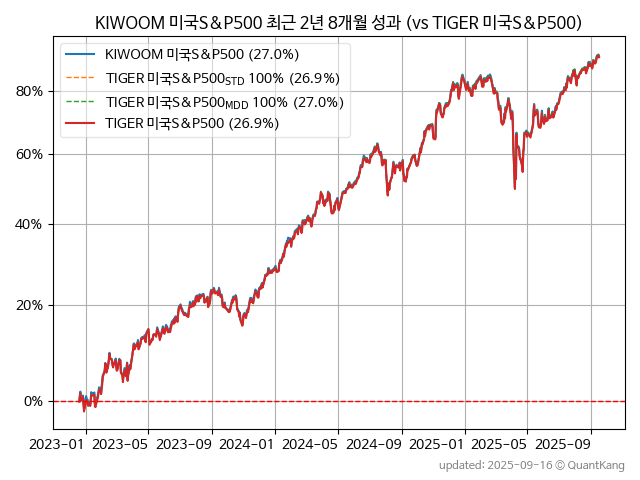 KIWOOM 미국S&P500 최근 2년 8개월 성과 (vs TIGER 미국S&P500)
KIWOOM 미국S&P500 (27.0%)
TIGER 미국S&P500STD 100% (26.9%)
TIGER 미국S&P500MDD 100% (27.0%)
TIGER 미국S&P500 (26.9%)
80%
60%
40%
20%
0%
2023-01 2023-05 2023-09 2024-01 2024-05 2024-09 2025-01 2025-05 2025-09
updated: 2025-09-16 © QuantKang